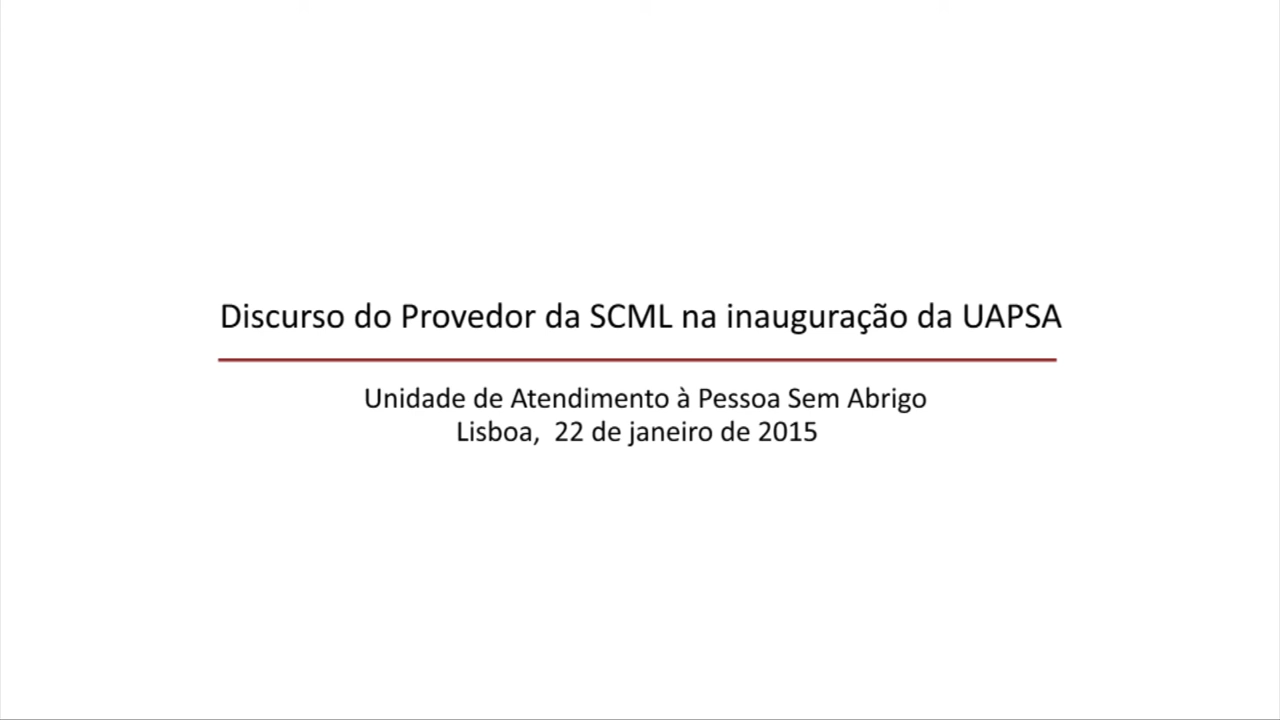 Discurso do Provedor da SCML na inauguração da UAPSA
Unidade de Atendimento à Pessoa Sem Abrigo
Lisboa,  22 de janeiro de 2015